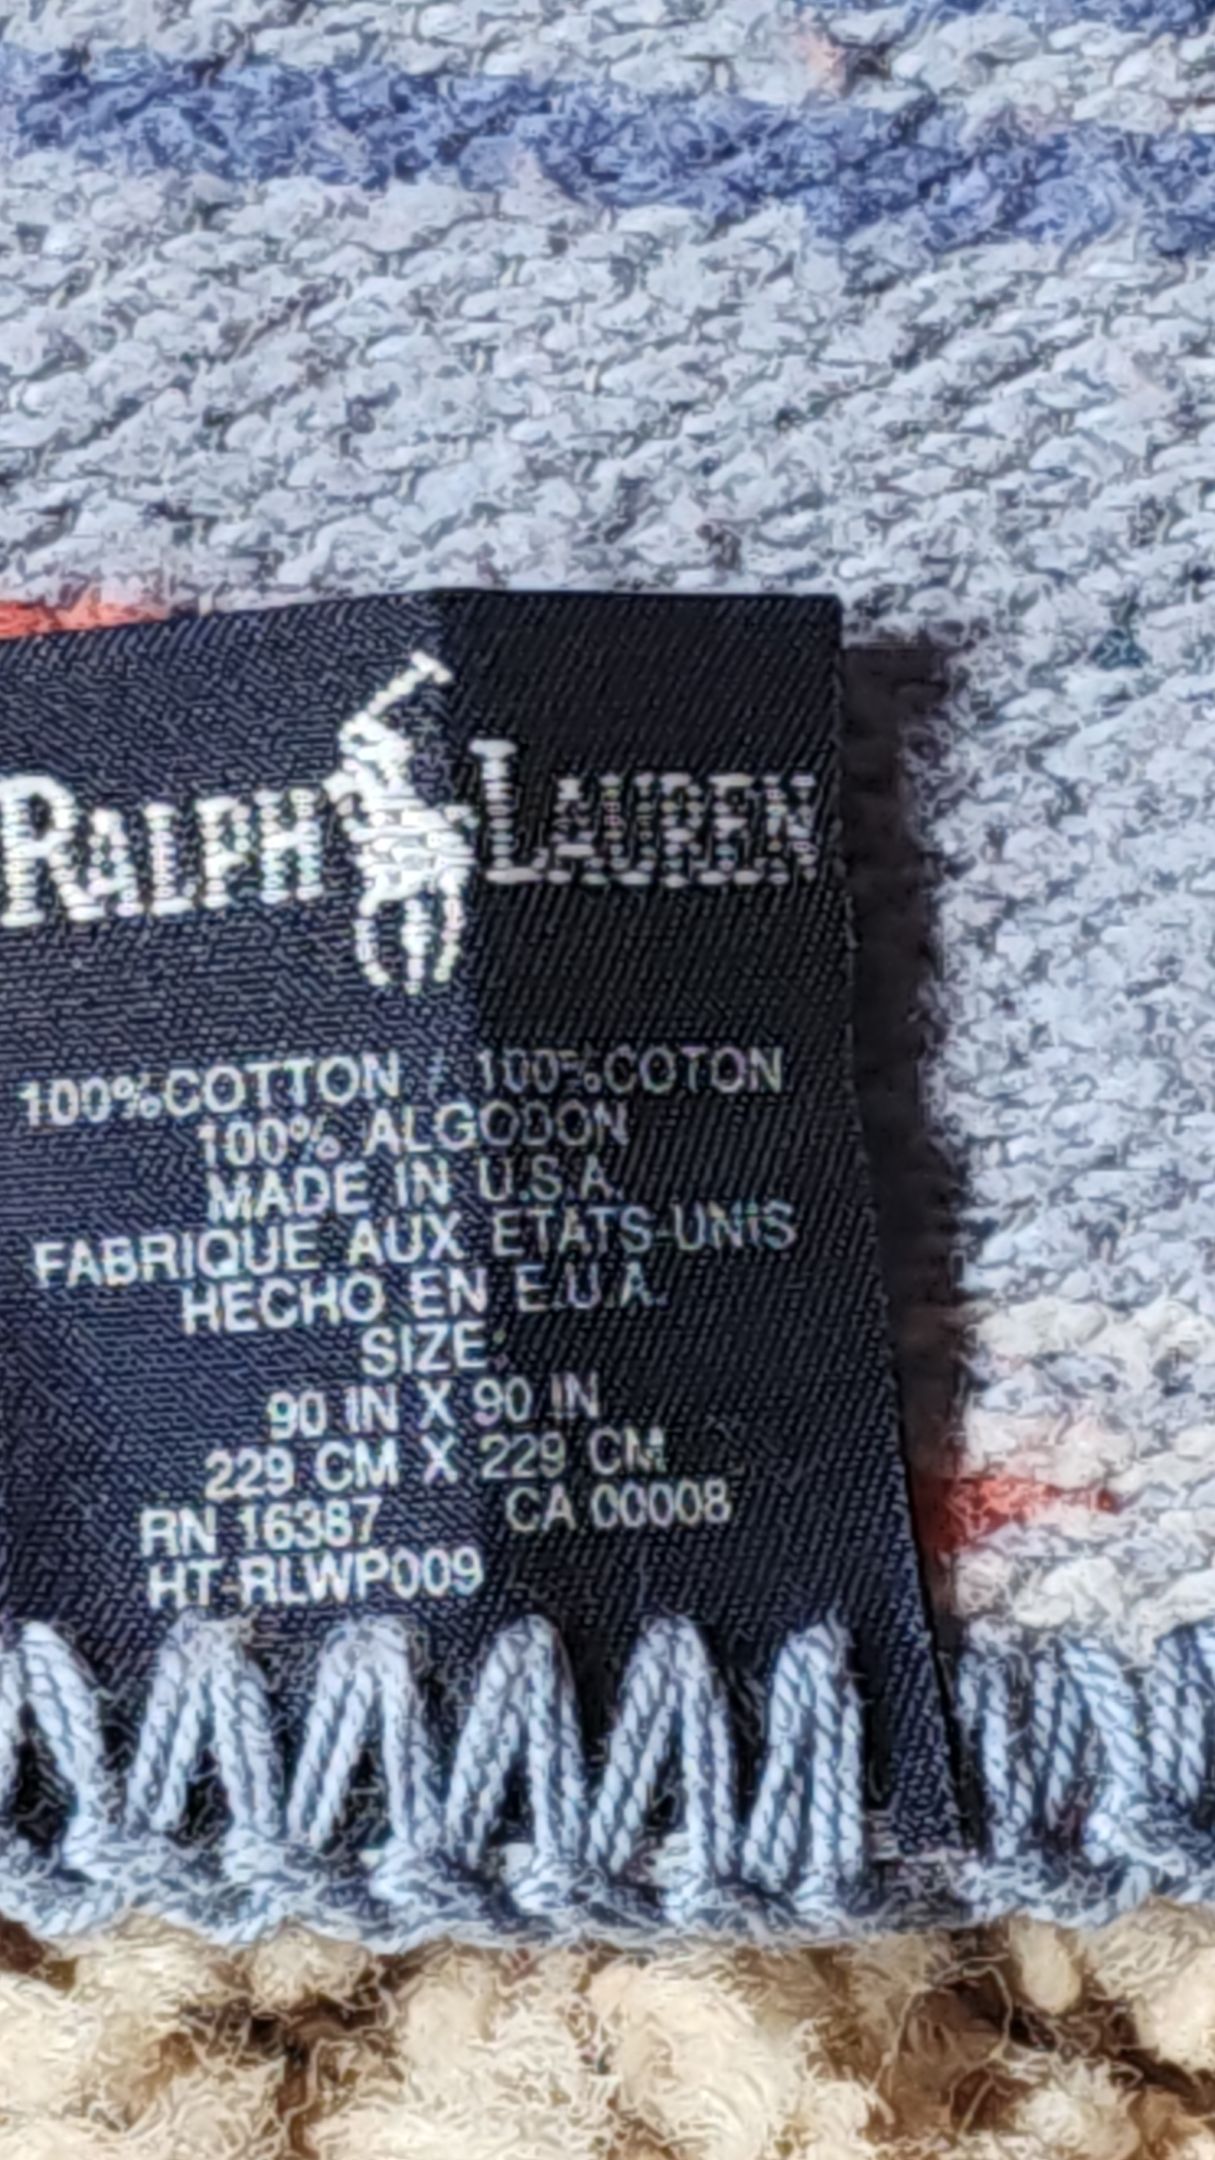 RALPH LAUREN
100%COTTON / 100%COTON
100% ALGODON
MADE IN U.S.A.
FABRIQUE AUX ETATS-UNIS
HECHO EN E.U.A.
SIZE:
90 IN X 90 IN
229 CM X 229 CM
RN 16387 CA 00008
HT-RLWP009